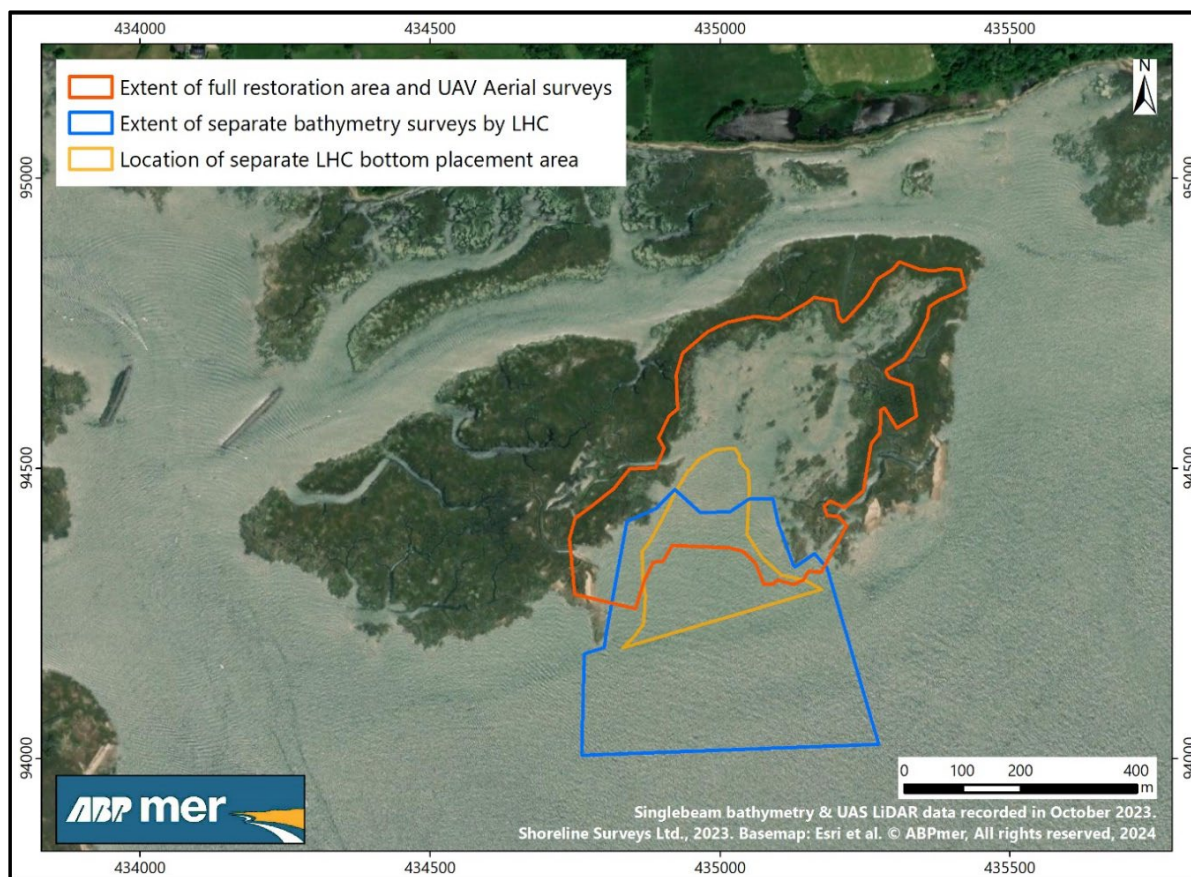 434000 434500 435000 435500
N
Extent of full restoration area and UAV Aerial surveys
Extent of separate bathymetry surveys by LHC
Location of separate LHC bottom placement area
95000 95000
94500 94500
94000 94000
0 100 200 400
m
ABP mer
Singlebeam bathymetry & UAS LiDAR data recorded in October 2023.
Shoreline Surveys Ltd., 2023. Basemap: Esri et al. © ABPmer, All rights reserved, 2024
434000 434500 435000 435500